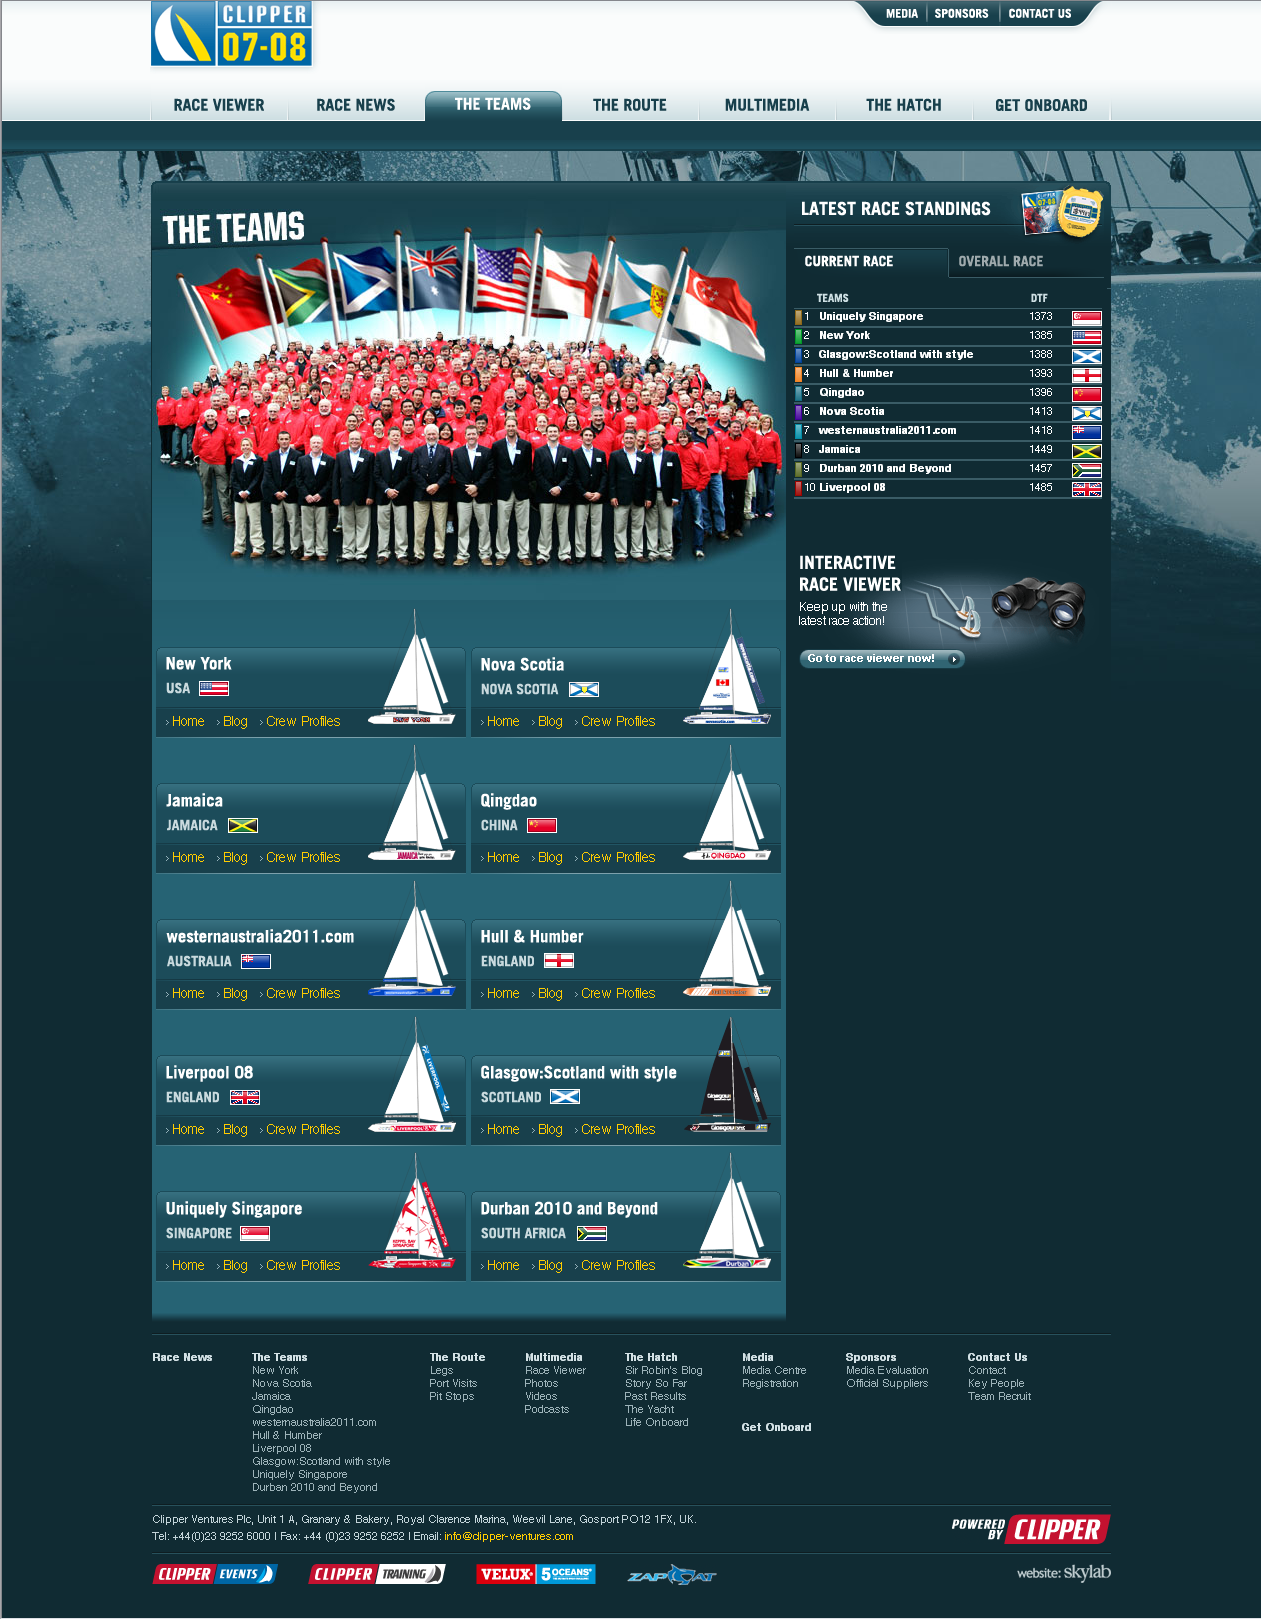 CLIPPER
07-08
MEDIA
SPONSORS
CONTACT US
RACE VIEWER
RACE NEWS
THE TEAMS
THE ROUTE
MULTIMEDIA
THE HATCH
GET ONBOARD
THE TEAMS
LATEST RACE STANDINGS
CURRENT RACE
OVERALL RACE
TEAMS DTF
1 Uniquely Singapore 1373
2 New York 1385
3 Glasgow:Scotland with style 1388
4 Hull & Humber 1393
5 Qingdao 1396
6 Nova Scotia 1413
7 westernaustralia2011.com 1418
8 Jamaica 1449
9 Durban 2010 and Beyond 1457
10 Liverpool 08 1485
INTERACTIVE
RACE VIEWER
Keep up with the
latest race action!
Go to race viewer now!
New York
USA
NEW YORK
› Home › Blog › Crew Profiles
Nova Scotia
NOVA SCOTIA
› Home › Blog › Crew Profiles
Jamaica
JAMAICA
JAMAICA
› Home › Blog › Crew Profiles
Qingdao
CHINA
QINGDAO
› Home › Blog › Crew Profiles
westernaustralia2011.com
AUSTRALIA
› Home › Blog › Crew Profiles
Hull & Humber
ENGLAND
› Home › Blog › Crew Profiles
Liverpool 08
ENGLAND
LIVERPOOL
LIVERPOOL
› Home › Blog › Crew Profiles
Glasgow:Scotland with style
SCOTLAND
Glasgow
› Home › Blog › Crew Profiles
Uniquely Singapore
SINGAPORE
KEPPEL BAY
SINGAPORE
› Home › Blog › Crew Profiles
Durban 2010 and Beyond
SOUTH AFRICA
Durban
› Home › Blog › Crew Profiles
Race News
The Teams
New York
Nova Scotia
Jamaica
Qingdao
westernaustralia2011.com
Hull & Humber
Liverpool 08
Glasgow:Scotland with style
Uniquely Singapore
Durban 2010 and Beyond
The Route
Legs
Port Visits
Pit Stops
Multimedia
Race Viewer
Photos
Videos
Podcasts
The Hatch
Sir Robin's Blog
Story So Far
Past Results
The Yacht
Life Onboard
Media
Media Centre
Registration
Get Onboard
Sponsors
Media Evaluation
Official Suppliers
Contact Us
Contact
Key People
Team Recruit
Clipper Ventures Plc, Unit 1 A, Granary & Bakery, Royal Clarence Marina, Weevil Lane, Gosport PO12 1FX, UK.
Tel: +44(0)23 9252 6000 | Fax: +44 (0)23 9252 6252 | Email: info@clipper-ventures.com
POWERED
BY CLIPPER
CLIPPER EVENTS
CLIPPER TRAINING
VELUX 5 OCEANS
ZAPCAT
website: skylab